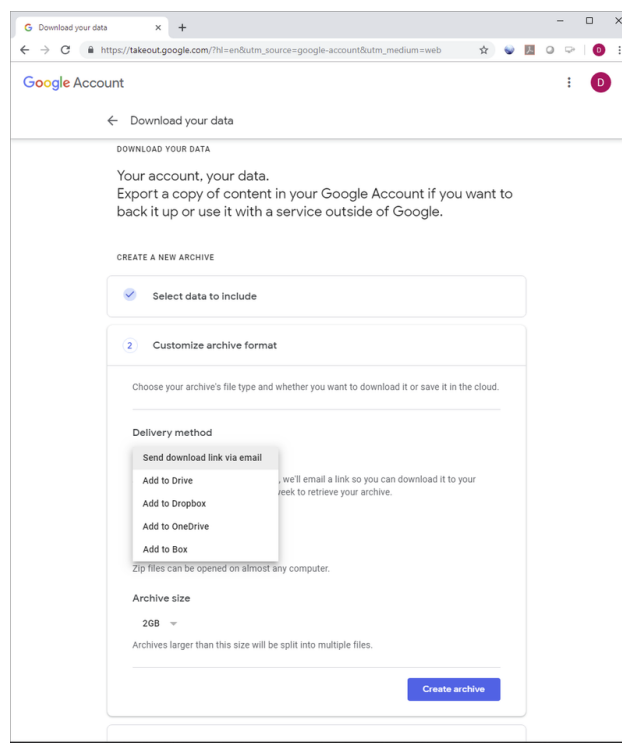 Download your data
https://takeout.google.com/?hl=en&utm_source=google-account&utm_medium=web
D
Google Account
D
Download your data
DOWNLOAD YOUR DATA
Your account, your data.
Export a copy of content in your Google Account if you want to
back it up or use it with a service outside of Google.
CREATE A NEW ARCHIVE
Select data to include
2 Customize archive format
Choose your archive's file type and whether you want to download it or save it in the cloud.
Delivery method
Send download link via email
Add to Drive
, we'll email a link so you can download it to your
week to retrieve your archive.
Add to Dropbox
Add to OneDrive
Add to Box
Zip files can be opened on almost any computer.
Archive size
2GB
Archives larger than this size will be split into multiple files.
Create archive